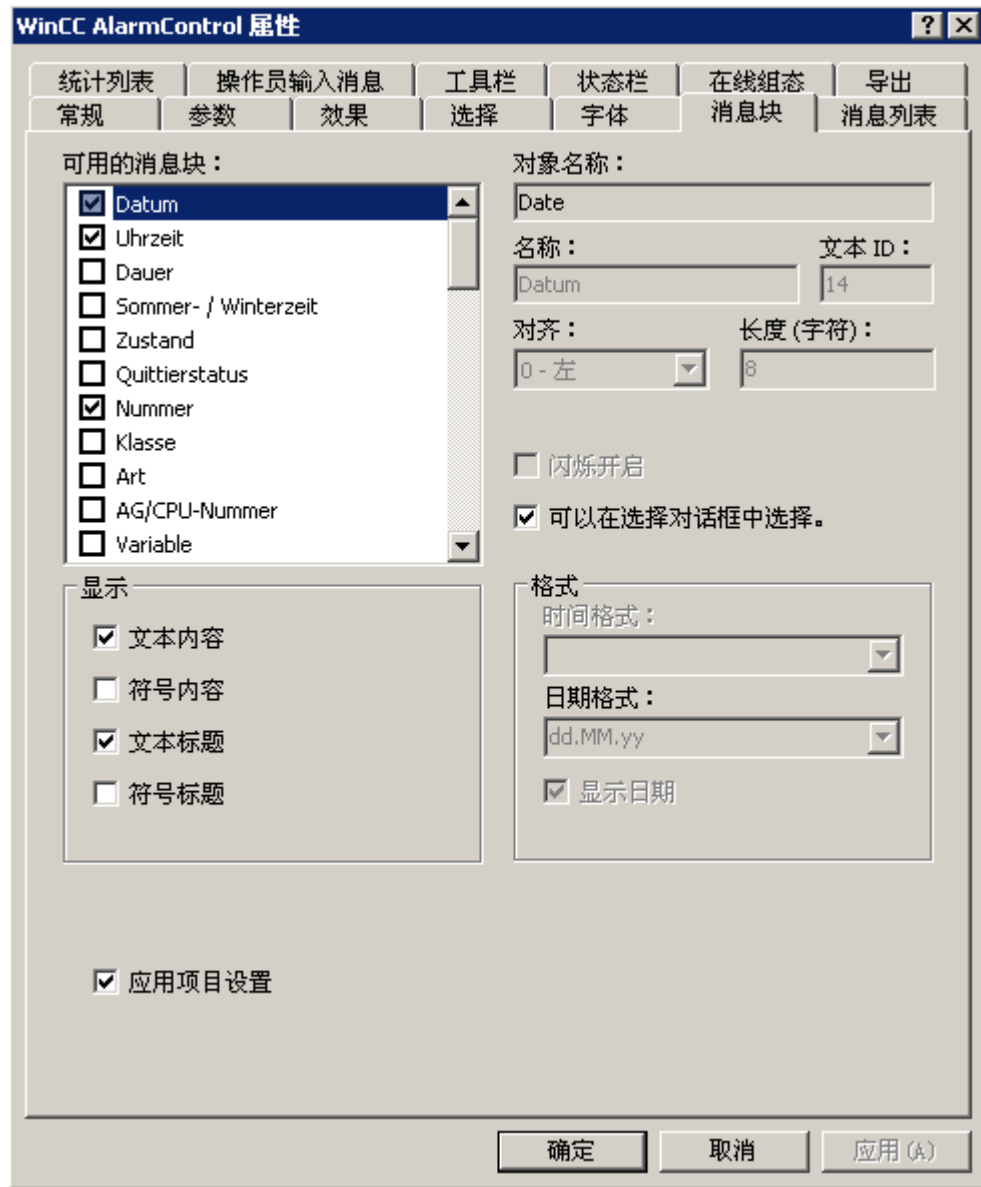 WinCC AlarmControl 属性
统计列表 操作员输入消息 工具栏 状态栏 在线组态 导出
常规 参数 效果 选择 字体 消息块 消息列表
可用的消息块：
Datum
Uhrzeit
Dauer
Sommer- / Winterzeit
Zustand
Quittierstatus
Nummer
Klasse
Art
AG/CPU-Nummer
Variable
对象名称：
Date
名称： 文本 ID：
Datum 14
对齐： 长度 (字符)：
0 - 左 8
闪烁开启
可以在选择对话框中选择。
显示
文本内容
符号内容
文本标题
符号标题
格式
时间格式：
日期格式：
dd.MM.yy
显示日期
应用项目设置
确定 取消 应用 (A)